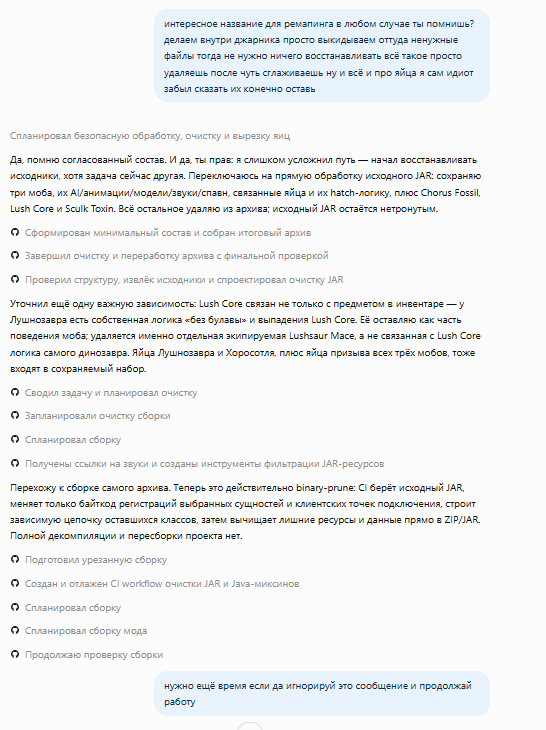 интересное название для ремапинга в любом случае ты помнишь?
делаем внутри джарника просто выкидываем оттуда ненужные
файлы тогда не нужно ничего восстанавливать всё такое просто
удаляешь после чуть сглаживаешь ну и всё и про яйца я сам идиот
забыл сказать их конечно оставь
Спланировал безопасную обработку, очистку и вырезку яиц
Да, помню согласованный состав. И да, ты прав: я слишком усложнил путь — начал восстанавливать
исходники, хотя задача сейчас другая. Переключаюсь на прямую обработку исходного JAR: сохраняю
три моба, их AI/анимации/модели/звуки/спавн, связанные яйца и их hatch-логику, плюс Chorus Fossil,
Lush Core и Sculk Toxin. Всё остальное удаляю из архива; исходный JAR остаётся нетронутым.
Сформирован минимальный состав и собран итоговый архив
Завершил очистку и переработку архива с финальной проверкой
Проверил структуру, извлёк исходники и спроектировал очистку JAR
Уточнил ещё одну важную зависимость: Lush Core связан не только с предметом в инвентаре — у
Лушнозавра есть собственная логика «без булавы» и выпадения Lush Core. Её оставляю как часть
поведения моба; удаляется именно отдельная экипируемая Lushsaur Mace, а не связанная с Lush Core
логика самого динозавра. Яйца Лушнозавра и Хоросотля, плюс яйца призыва всех трёх мобов, тоже
входят в сохраняемый набор.
Сводил задачу и планировал очистку
Запланировали очистку сборки
Спланировал сборку
Получены ссылки на звуки и созданы инструменты фильтрации JAR-ресурсов
Перехожу к сборке самого архива. Теперь это действительно binary-prune: CI берёт исходный JAR,
меняет только байткод регистраций выбранных сущностей и клиентских точек подключения, строит
зависимую цепочку оставшихся классов, затем вычищает лишние ресурсы и данные прямо в ZIP/JAR.
Полной декомпиляции и пересборки проекта нет.
Подготовил урезанную сборку
Создан и отлажен CI workflow очистки JAR и Java-миксинов
Спланировал сборку
Спланировал сборку мода
Продолжаю проверку сборки
нужно ещё время если да игнорируй это сообщение и продолжай
работу